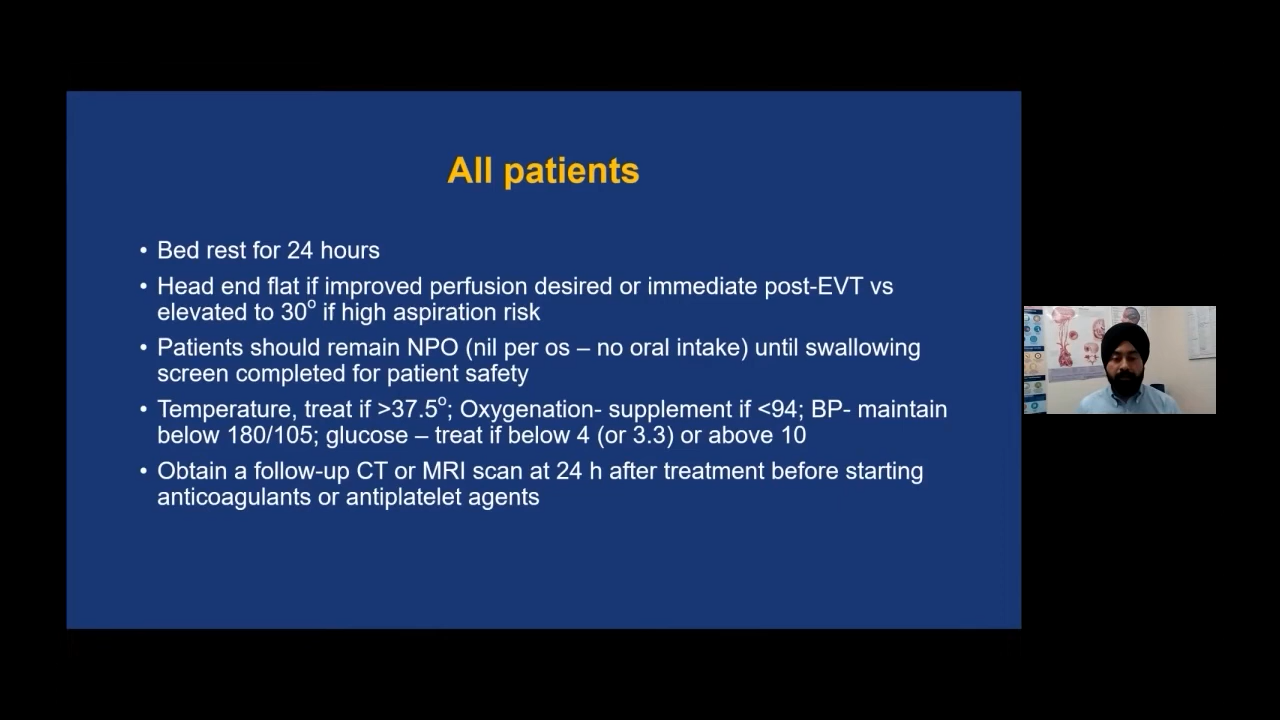 All patients
• Bed rest for 24 hours
• Head end flat if improved perfusion desired or immediate post-EVT vs
elevated to 30° if high aspiration risk
• Patients should remain NPO (nil per os – no oral intake) until swallowing
screen completed for patient safety
• Temperature, treat if >37.5°; Oxygenation- supplement if <94; BP- maintain
below 180/105; glucose – treat if below 4 (or 3.3) or above 10
• Obtain a follow-up CT or MRI scan at 24 h after treatment before starting
anticoagulants or antiplatelet agents